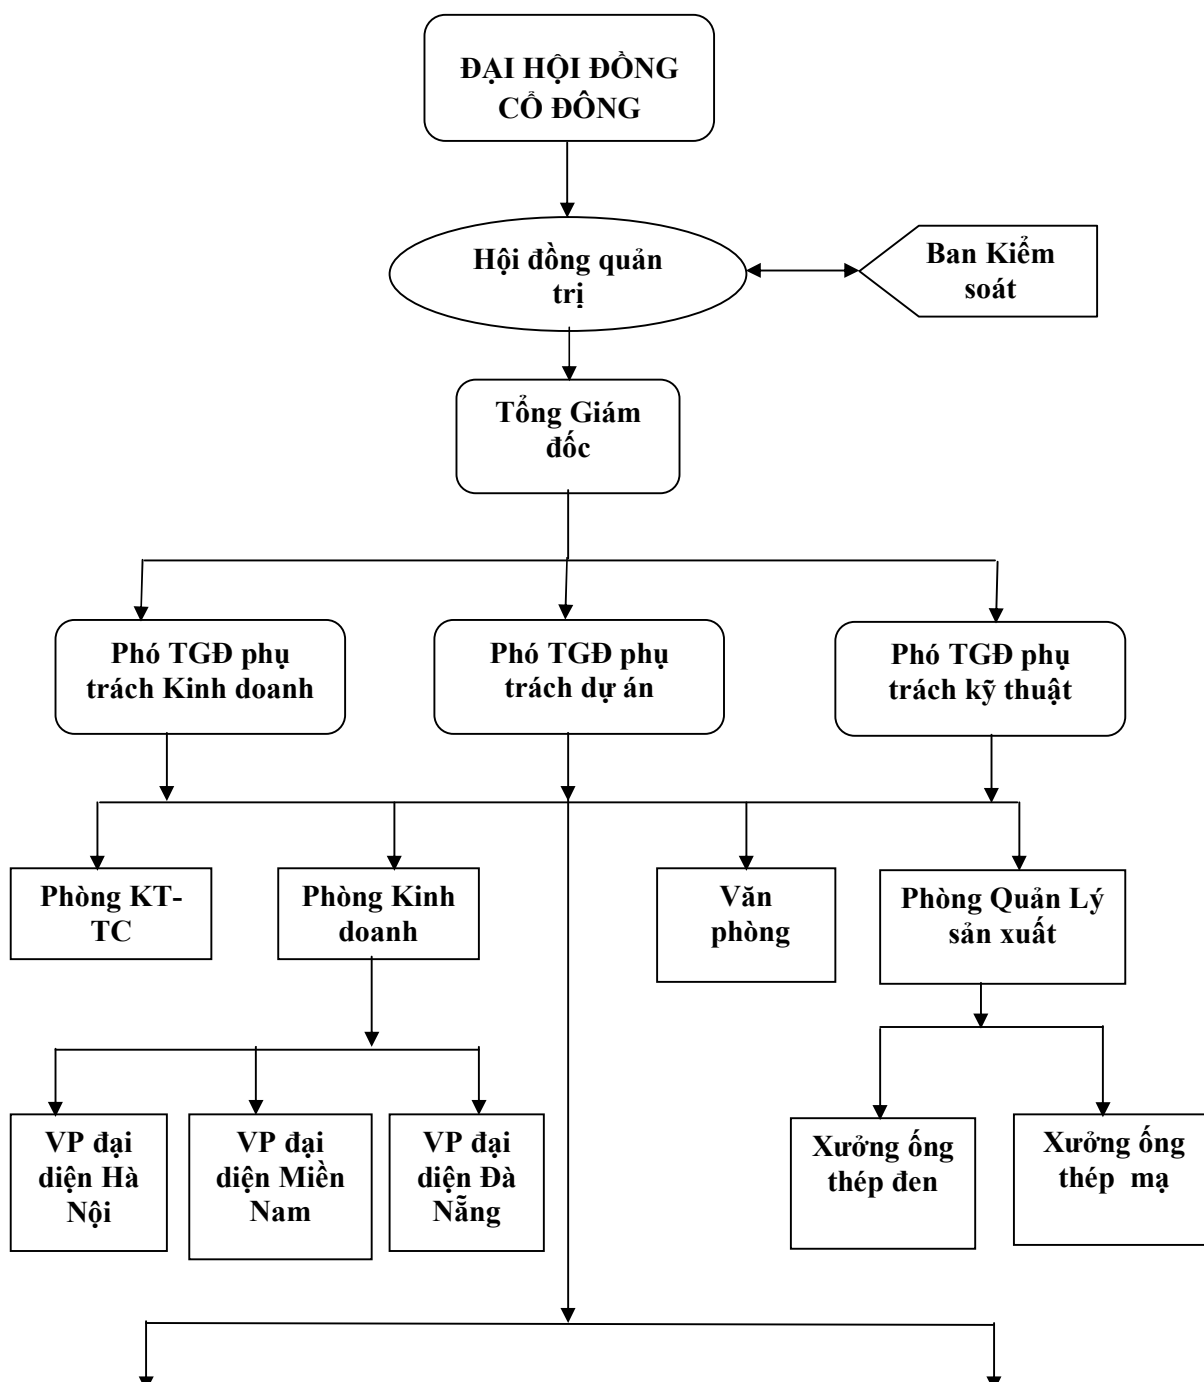 ĐẠI HỘI ĐỒNG
CỔ ĐÔNG
Hội đồng quản
trị
Ban Kiểm
soát
Tổng Giám
đốc
Phó TGĐ phụ
trách Kinh doanh
Phó TGĐ phụ
trách dự án
Phó TGĐ phụ
trách kỹ thuật
Phòng KT-
TC
Phòng Kinh
doanh
Văn
phòng
Phòng Quản Lý
sản xuất
VP đại
diện Hà
Nội
VP đại
diện Miền
Nam
VP đại
diện Đà
Nẵng
Xưởng ống
thép đen
Xưởng ống
thép mạ